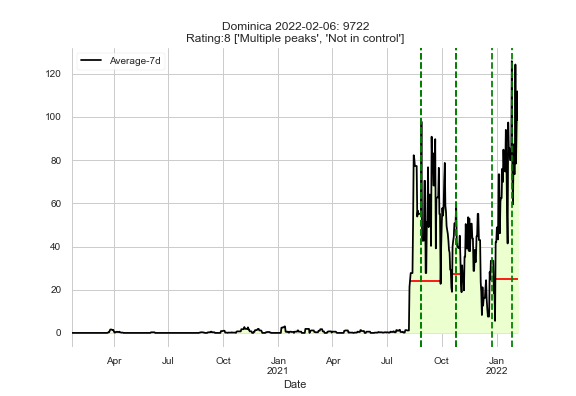 Dominica 2022-02-06: 9722
Rating:8 ['Multiple peaks', 'Not in control']
Average-7d
120
100
80
60
40
20
0
Apr
Jul
Oct
Jan
2021
Apr
Jul
Oct
Jan
2022
Date